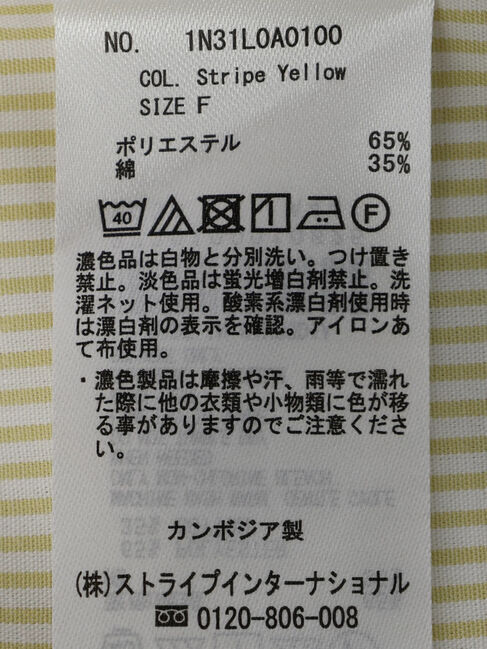 NO. 1N31L0A0100
COL. Stripe Yellow
SIZE F
ポリエステル 65%
綿 35%
40 F
濃色品は白物と分別洗い。つけ置き
禁止。淡色品は蛍光増白剤禁止。洗
濯ネット使用。酸素系漂白剤使用時
は漂白剤の表示を確認。アイロンあ
て布使用。
・濃色製品は摩擦や汗、雨等で濡れ
た際に他の衣類や小物類に色が移
る事がありますのでご注意くださ
い。
カンボジア製
(株)ストライプインターナショナル
0120-806-008